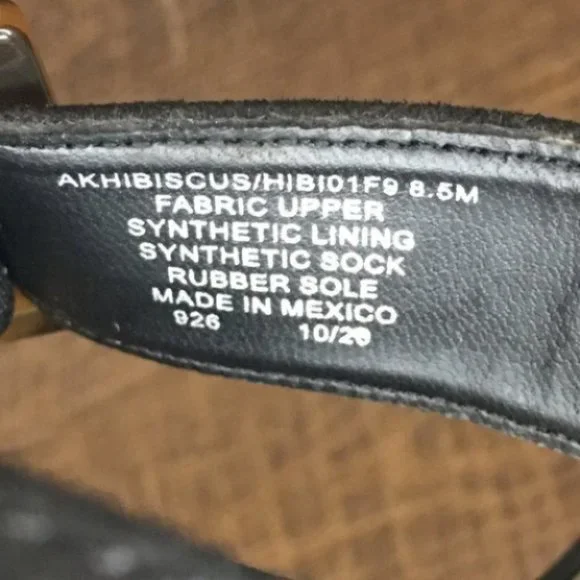 AKHIBISCUS/HIBI01F9 8.5M
FABRIC UPPER
SYNTHETIC LINING
SYNTHETIC SOCK
RUBBER SOLE
MADE IN MEXICO
926 10/20